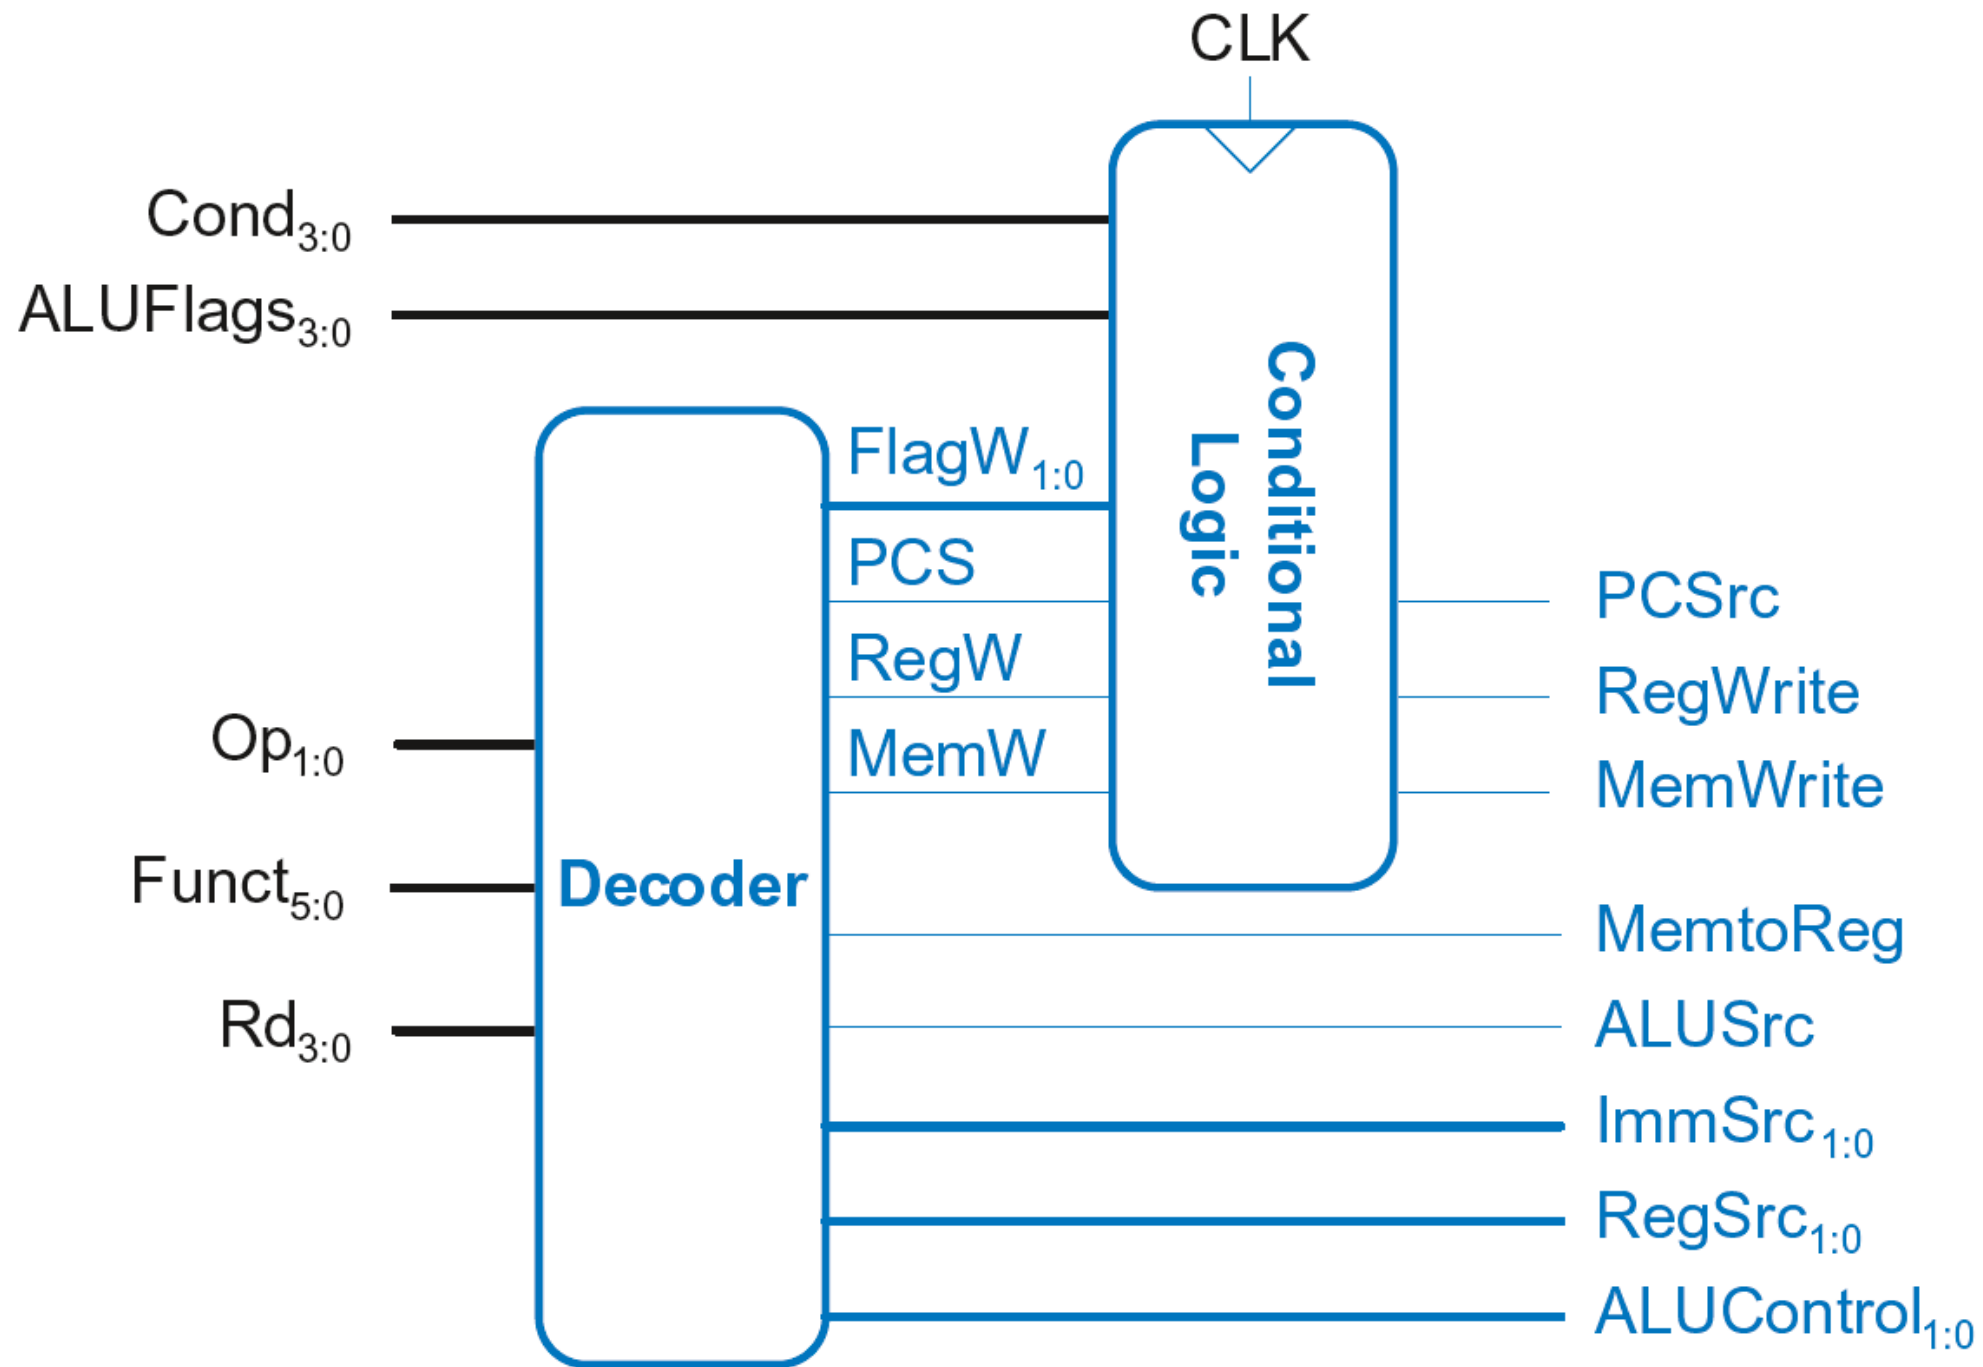 CLK
Cond3:0
ALUFlags3:0
Conditional
Logic
FlagW1:0
PCS
RegW
MemW
PCSrc
RegWrite
MemWrite
Op1:0
Funct5:0
Rd3:0
Decoder
MemtoReg
ALUSrc
ImmSrc1:0
RegSrc1:0
ALUControl1:0